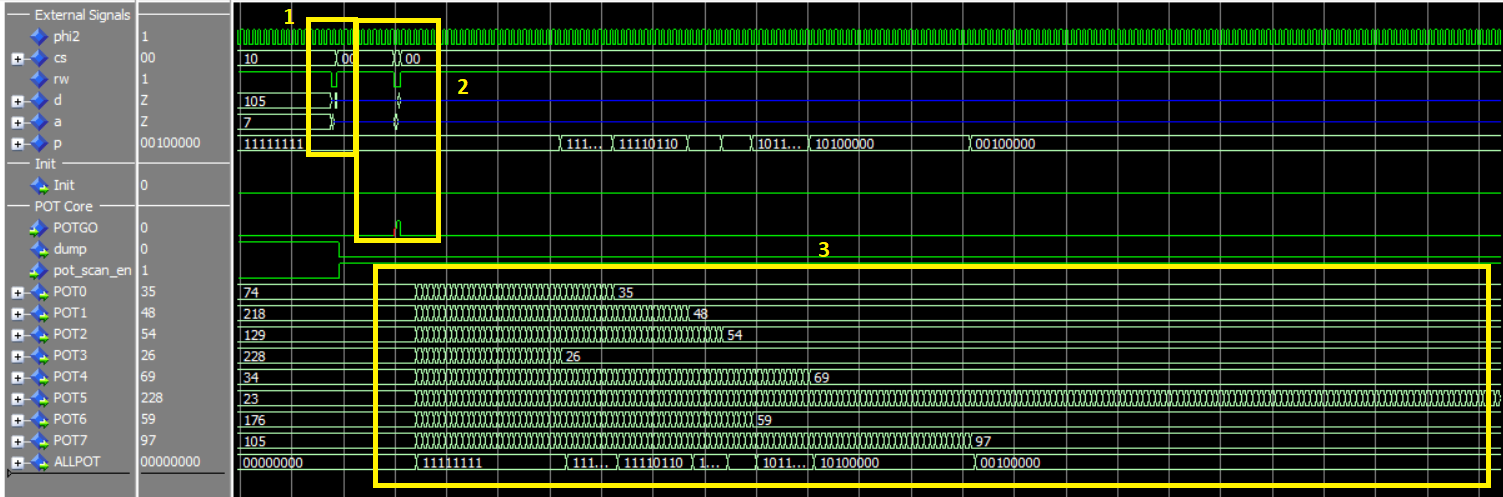 External Signals
1
phi2 1
cs 00 10 00 00
rw 1
2
d Z 105
a Z 7
p 00100000 11111111 111... 11110110 1011... 10100000 00100000
Init
Init 0
POT Core
POTGO 0
dump 0
3
pot_scan_en 1
POT0 35 74 35
POT1 48 218 48
POT2 54 129 54
POT3 26 228 26
POT4 69 34 69
POT5 228 23
POT6 59 176 59
POT7 97 105 97
ALLPOT 00000000 00000000 11111111 111... 11110110 1... 1011... 10100000 00100000